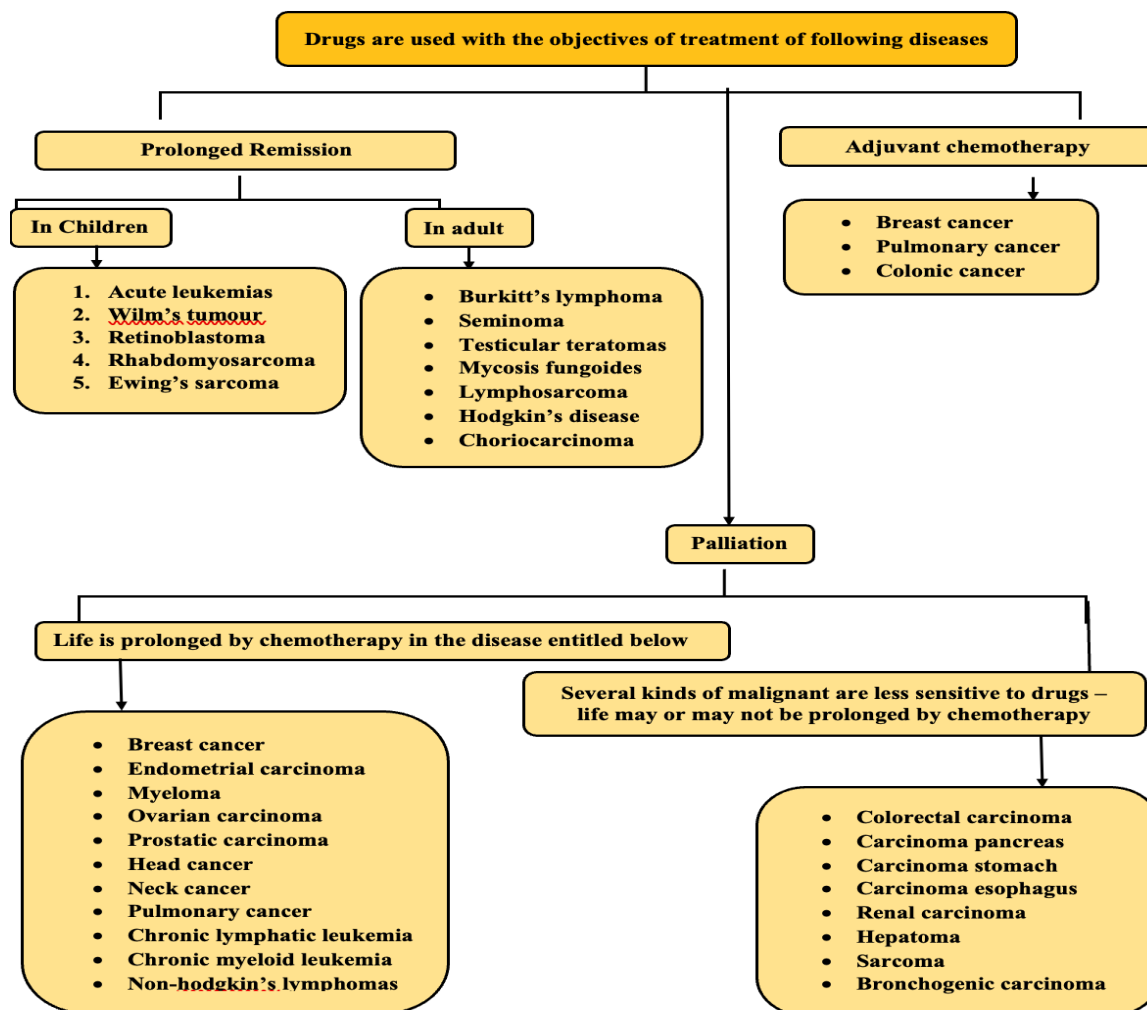 Drugs are used with the objectives of treatment of following diseases
Prolonged Remission
Adjuvant chemotherapy
In Children
In adult
1. Acute leukemias
2. Wilm’s tumour
3. Retinoblastoma
4. Rhabdomyosarcoma
5. Ewing’s sarcoma
• Burkitt’s lymphoma
• Seminoma
• Testicular teratomas
• Mycosis fungoides
• Lymphosarcoma
• Hodgkin’s disease
• Choriocarcinoma
• Breast cancer
• Pulmonary cancer
• Colonic cancer
Palliation
Life is prolonged by chemotherapy in the disease entitled below
Several kinds of malignant are less sensitive to drugs –
life may or may not be prolonged by chemotherapy
• Breast cancer
• Endometrial carcinoma
• Myeloma
• Ovarian carcinoma
• Prostatic carcinoma
• Head cancer
• Neck cancer
• Pulmonary cancer
• Chronic lymphatic leukemia
• Chronic myeloid leukemia
• Non-hodgkin’s lymphomas
• Colorectal carcinoma
• Carcinoma pancreas
• Carcinoma stomach
• Carcinoma esophagus
• Renal carcinoma
• Hepatoma
• Sarcoma
• Bronchogenic carcinoma